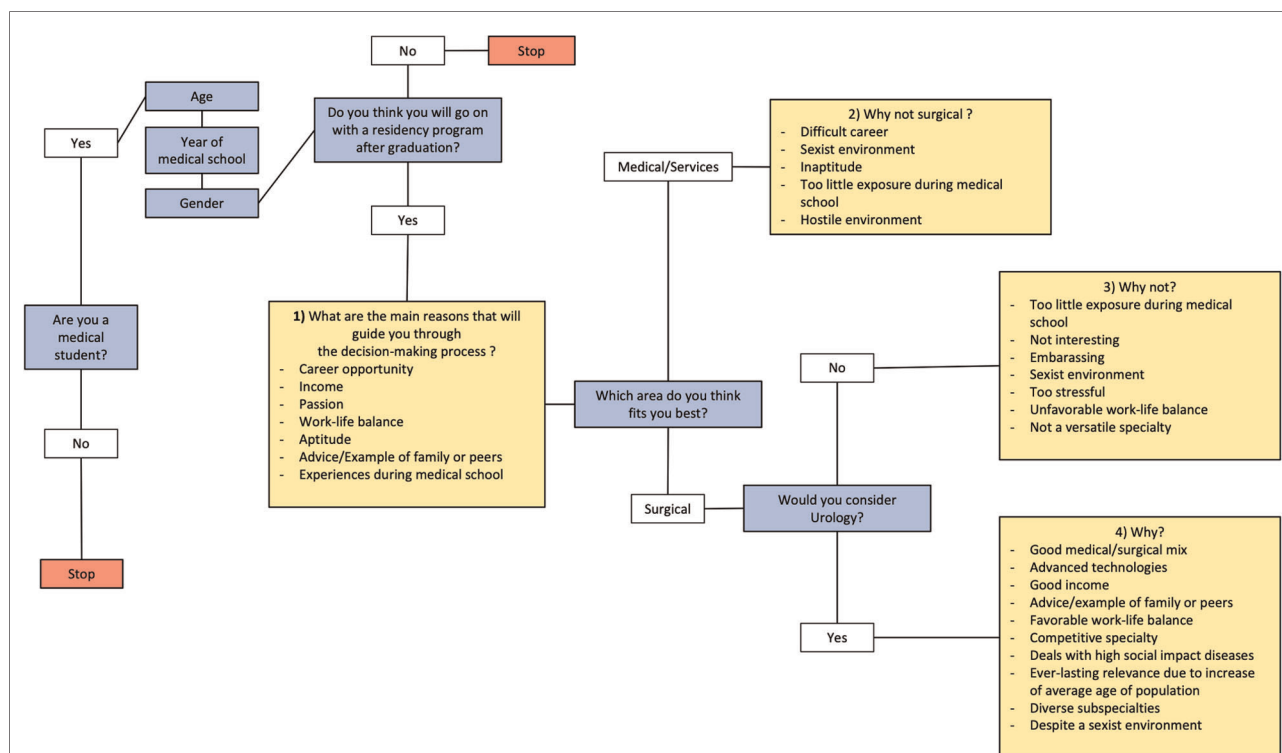 No
Stop
Age
Do you think you will go on
with a residency program
after graduation?
Yes
Year of
medical school
Gender
Yes
Are you a
medical
student?
No
Stop
1) What are the main reasons that will
guide you through
the decision-making process ?
- Career opportunity
- Income
- Passion
- Work-life balance
- Aptitude
- Advice/Example of family or peers
- Experiences during medical school
Which area do you think
fits you best?
Medical/Services
2) Why not surgical ?
- Difficult career
- Sexist environment
- Inaptitude
- Too little exposure during medical
school
- Hostile environment
Surgical
Would you consider
Urology?
No
3) Why not?
- Too little exposure during medical
school
- Not interesting
- Embarassing
- Sexist environment
- Too stressful
- Unfavorable work-life balance
- Not a versatile specialty
Yes
4) Why?
- Good medical/surgical mix
- Advanced technologies
- Good income
- Advice/example of family or peers
- Favorable work-life balance
- Competitive specialty
- Deals with high social impact diseases
- Ever-lasting relevance due to increase
of average age of population
- Diverse subspecialties
- Despite a sexist environment